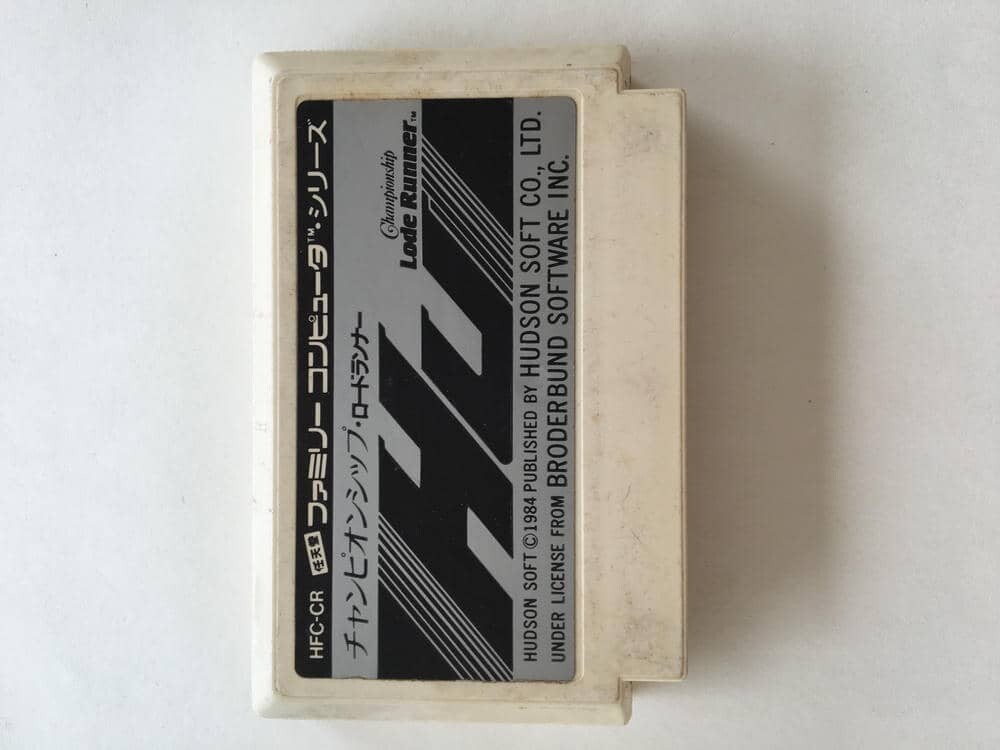 HFC-CR 任天堂 ファミリー コンピュータ™・シリーズ
チャンピオンシップ・ロードランナー
Championship
Lode Runner™
HU
HUDSON SOFT ©1984 PUBLISHED BY HUDSON SOFT CO., LTD.
UNDER LICENSE FROM BRODERBUND SOFTWARE INC.